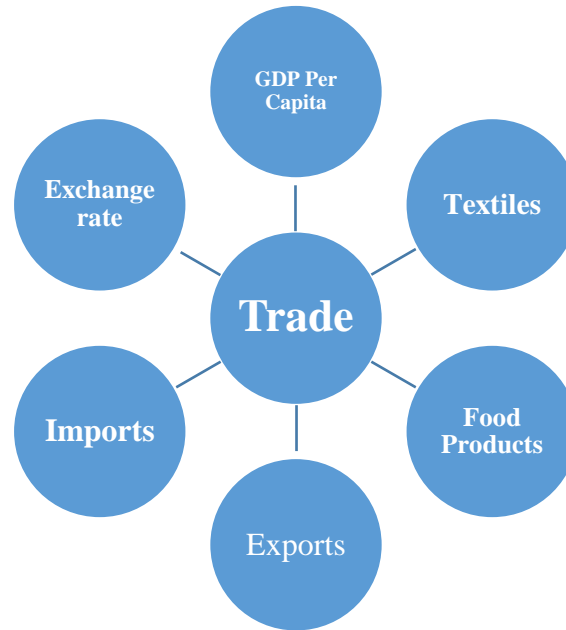 GDP Per
Capita
Exchange
rate
Textiles
Trade
Imports
Food
Products
Exports